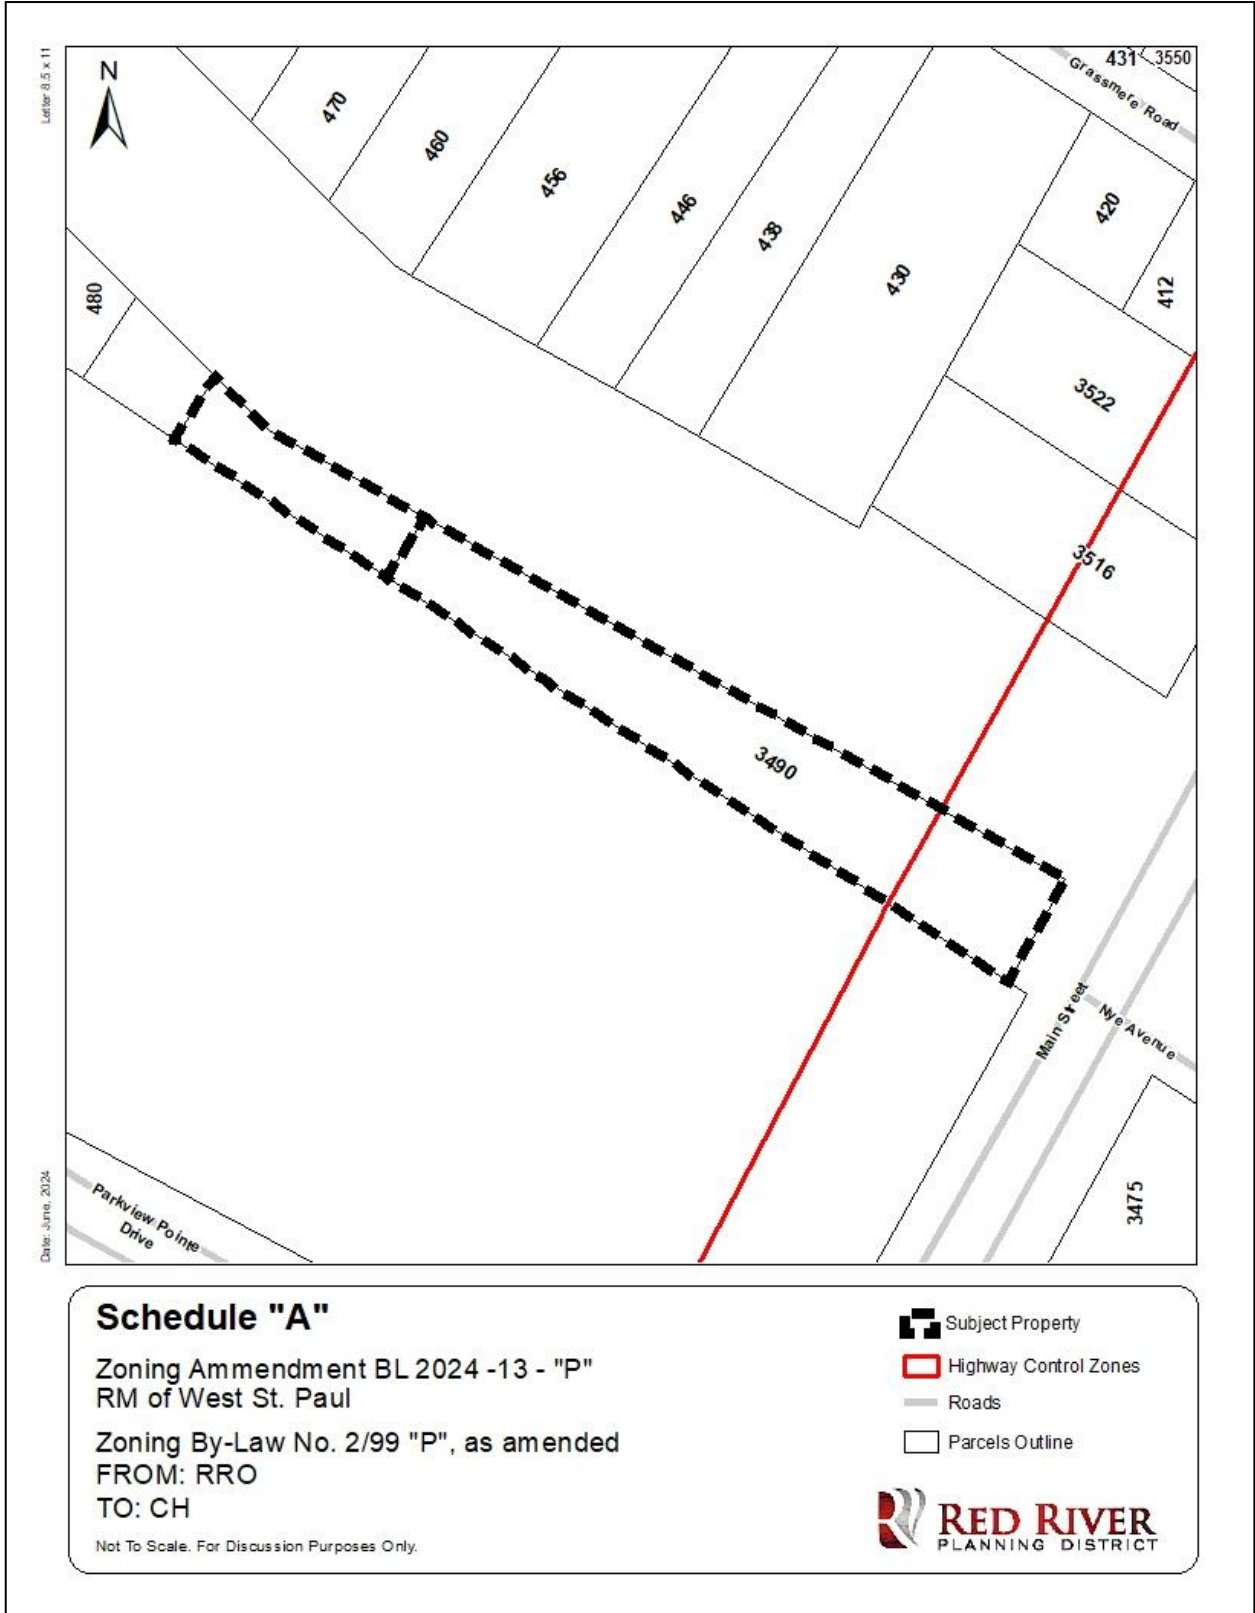 Letter 8.5 x 11
N
431
3550
Grassmere Road
470
460
456
446
438
430
420
412
480
3522
3516
3490
Main Street
Nye Avenue
3475
Parkview Pointe
Drive
Date: June, 2024
Schedule "A"
Zoning Ammendment BL 2024 -13 - "P"
RM of West St. Paul
Zoning By-Law No. 2/99 "P", as amended
FROM: RRO
TO: CH
Not To Scale. For Discussion Purposes Only.
Subject Property
Highway Control Zones
Roads
Parcels Outline
RED RIVER
PLANNING DISTRICT